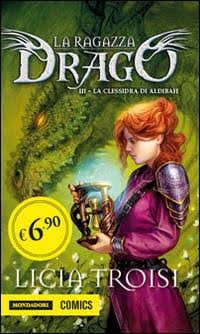 LA RAGAZZA
DRAGO
III - LA CLESSIDRA DI ALDIBAH
€ 6,90
LICIA TROISI
MONDADORI COMICS